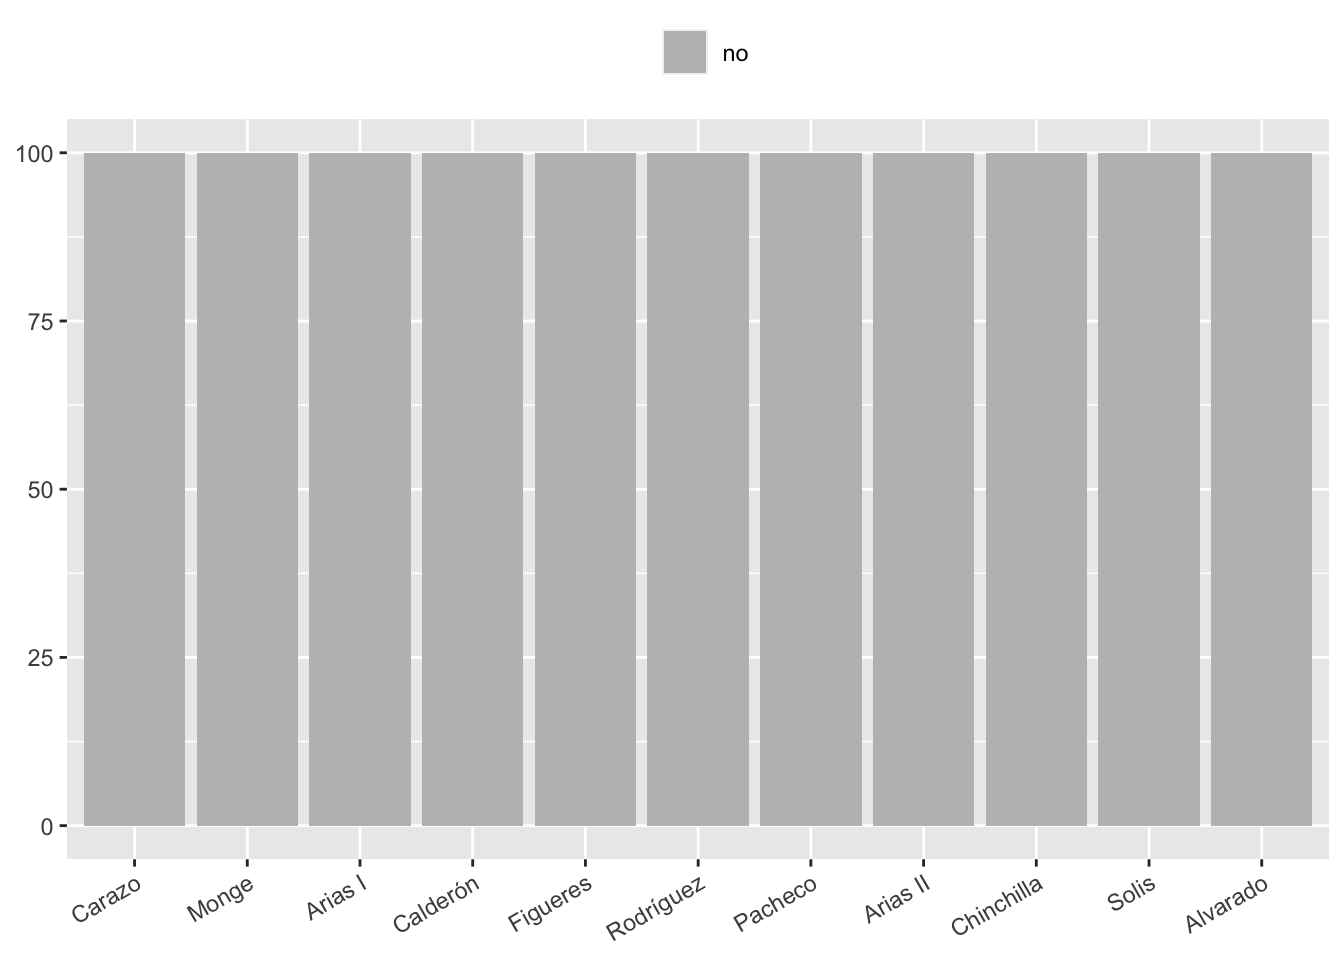 no
100
75
50
25
0
Carazo
Monge
Arias I
Calderón
Figueres
Rodríguez
Pacheco
Arias II
Chinchilla
Solis
Alvarado